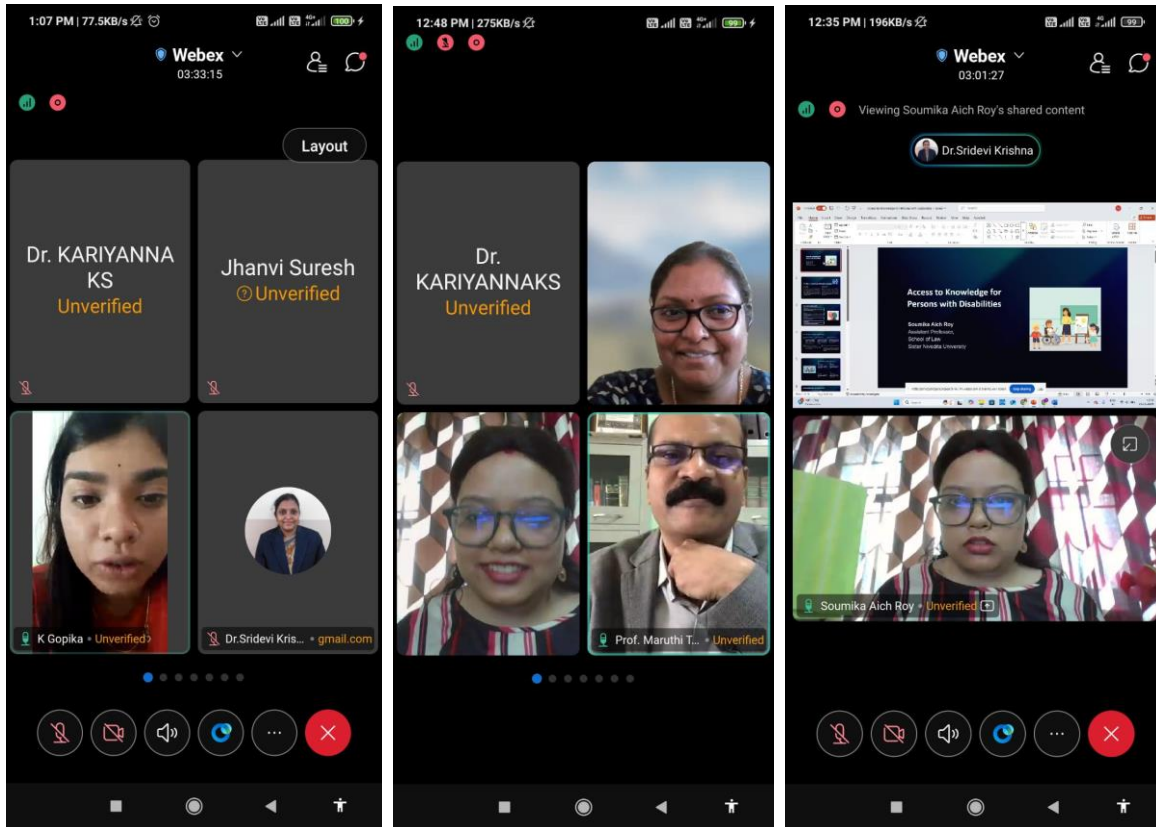 1:07 PM | 77.5KB/s
100
Webex
03:33:15
Layout
Dr. KARIYANNA
KS
Unverified
Jhanvi Suresh
Unverified
K Gopika • Unverified
Dr.Sridevi Kris... • gmail.com
12:48 PM | 275KB/s
99
Dr.
KARIYANNAKS
Unverified
Prof. Maruthi T... • Unverified
12:35 PM | 196KB/s
99
Webex
03:01:27
Viewing Soumika Aich Roy's shared content
Dr.Sridevi Krishna
Access to Knowledge for
Persons with Disabilities
Soumika Aich Roy
Assistant Professor,
School of Law
Sister Nivedita University
Soumika Aich Roy • Unverified